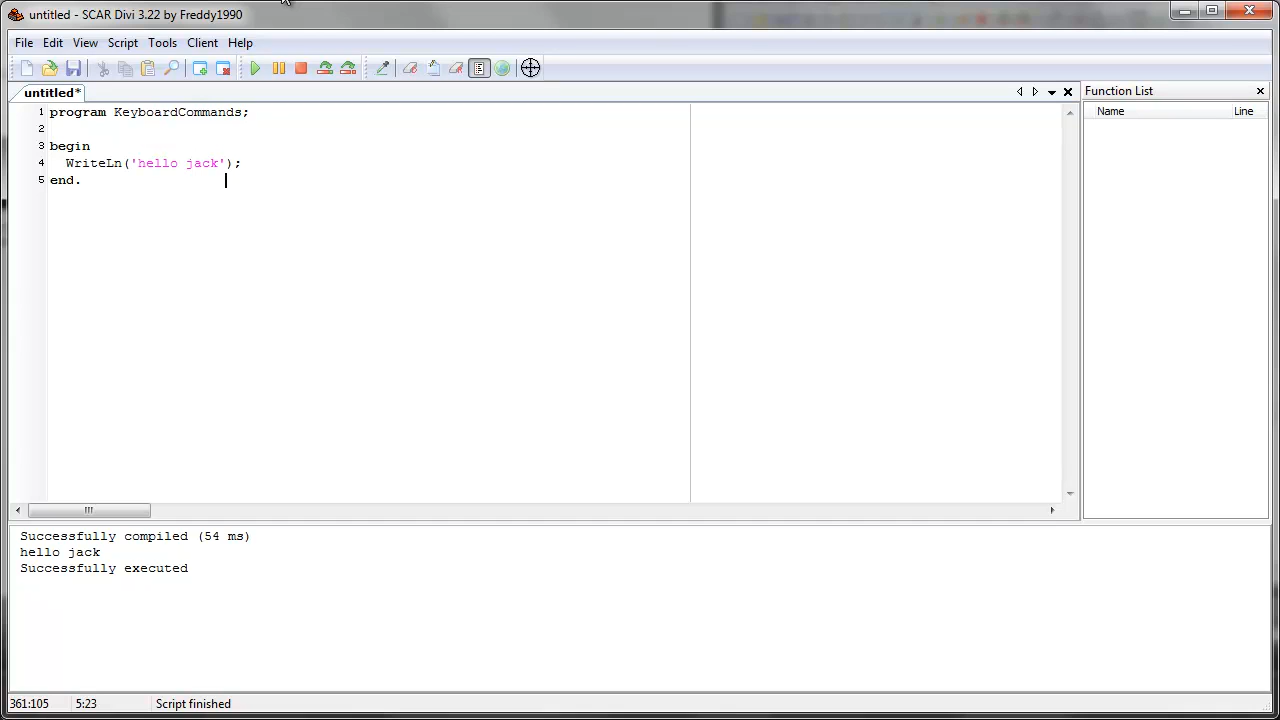 untitled - SCAR Divi 3.22 by Freddy1990
File Edit View Script Tools Client Help
untitled*
Function List
Name Line
1 program KeyboardCommands;
2
3 begin
4 WriteLn('hello jack');
5 end.
Successfully compiled (54 ms)
hello jack
Successfully executed
361:105 5:23 Script finished